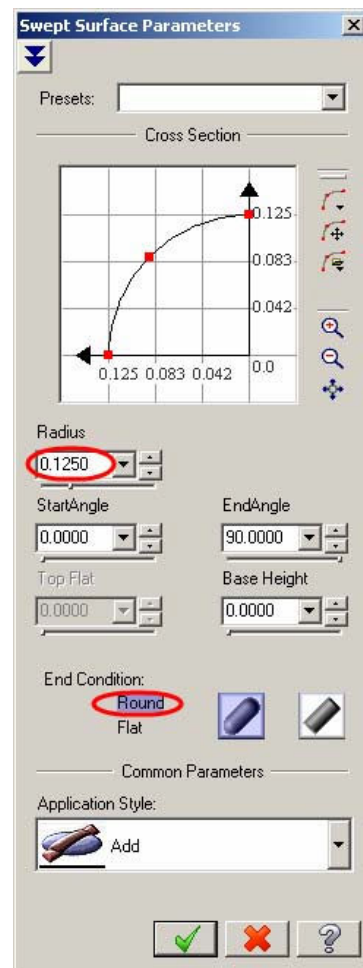 Swept Surface Parameters
Presets:
Cross Section
0.125
0.083
0.042
0.125 0.083 0.042 0.0
Radius
0.1250
StartAngle EndAngle
0.0000 90.0000
Top Flat Base Height
0.0000 0.0000
End Condition:
Round
Flat
Common Parameters
Application Style:
Add